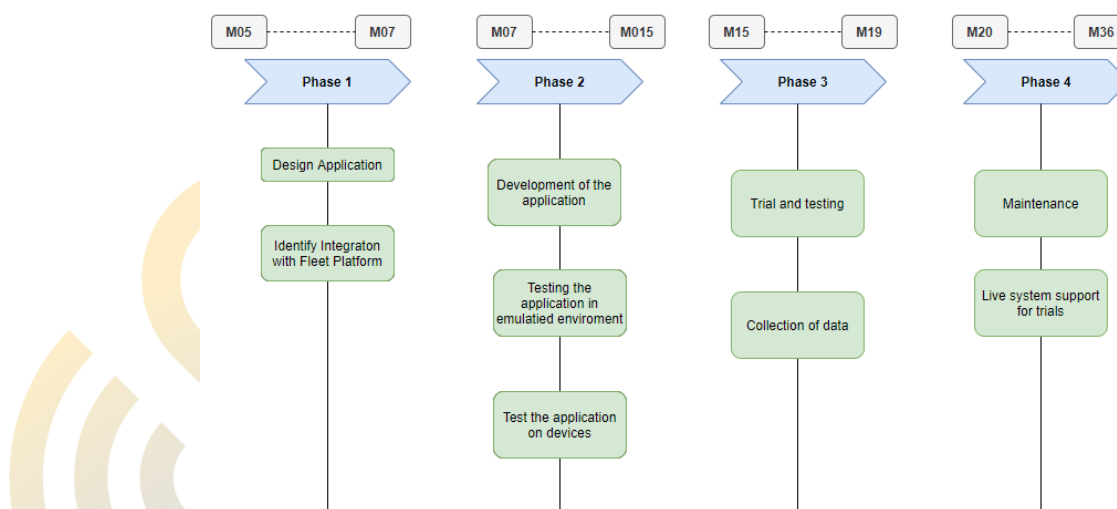 M05
M07
M07
M015
M15
M19
M20
M36
Phase 1
Phase 2
Phase 3
Phase 4
Design Application
Identify Integraton
with Fleet Platform
Development of the
application
Testing the
application in
emulatied enviroment
Test the application
on devices
Trial and testing
Collection of data
Maintenance
Live system support
for trials